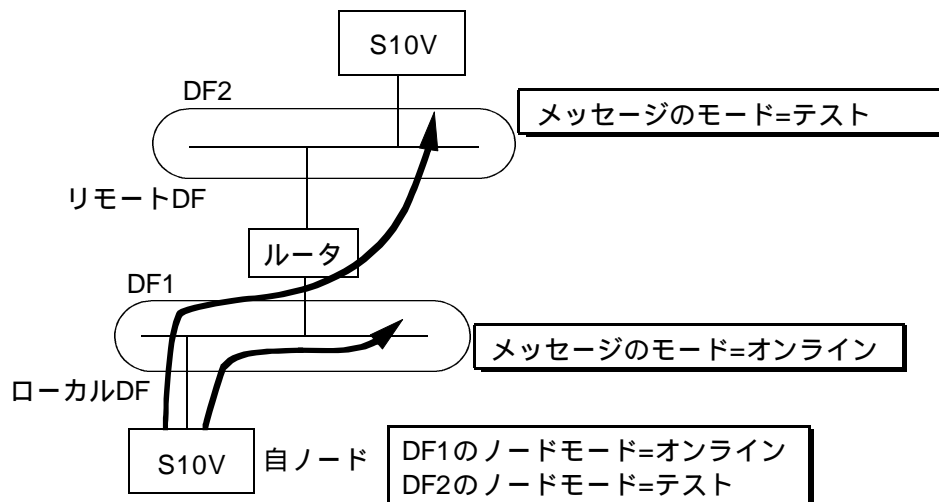 S10V
DF2
メッセージのモード=テスト
リモートDF
ルータ
DF1
メッセージのモード=オンライン
ローカルDF
S10V
自ノード
DF1のノードモード=オンライン
DF2のノードモード=テスト